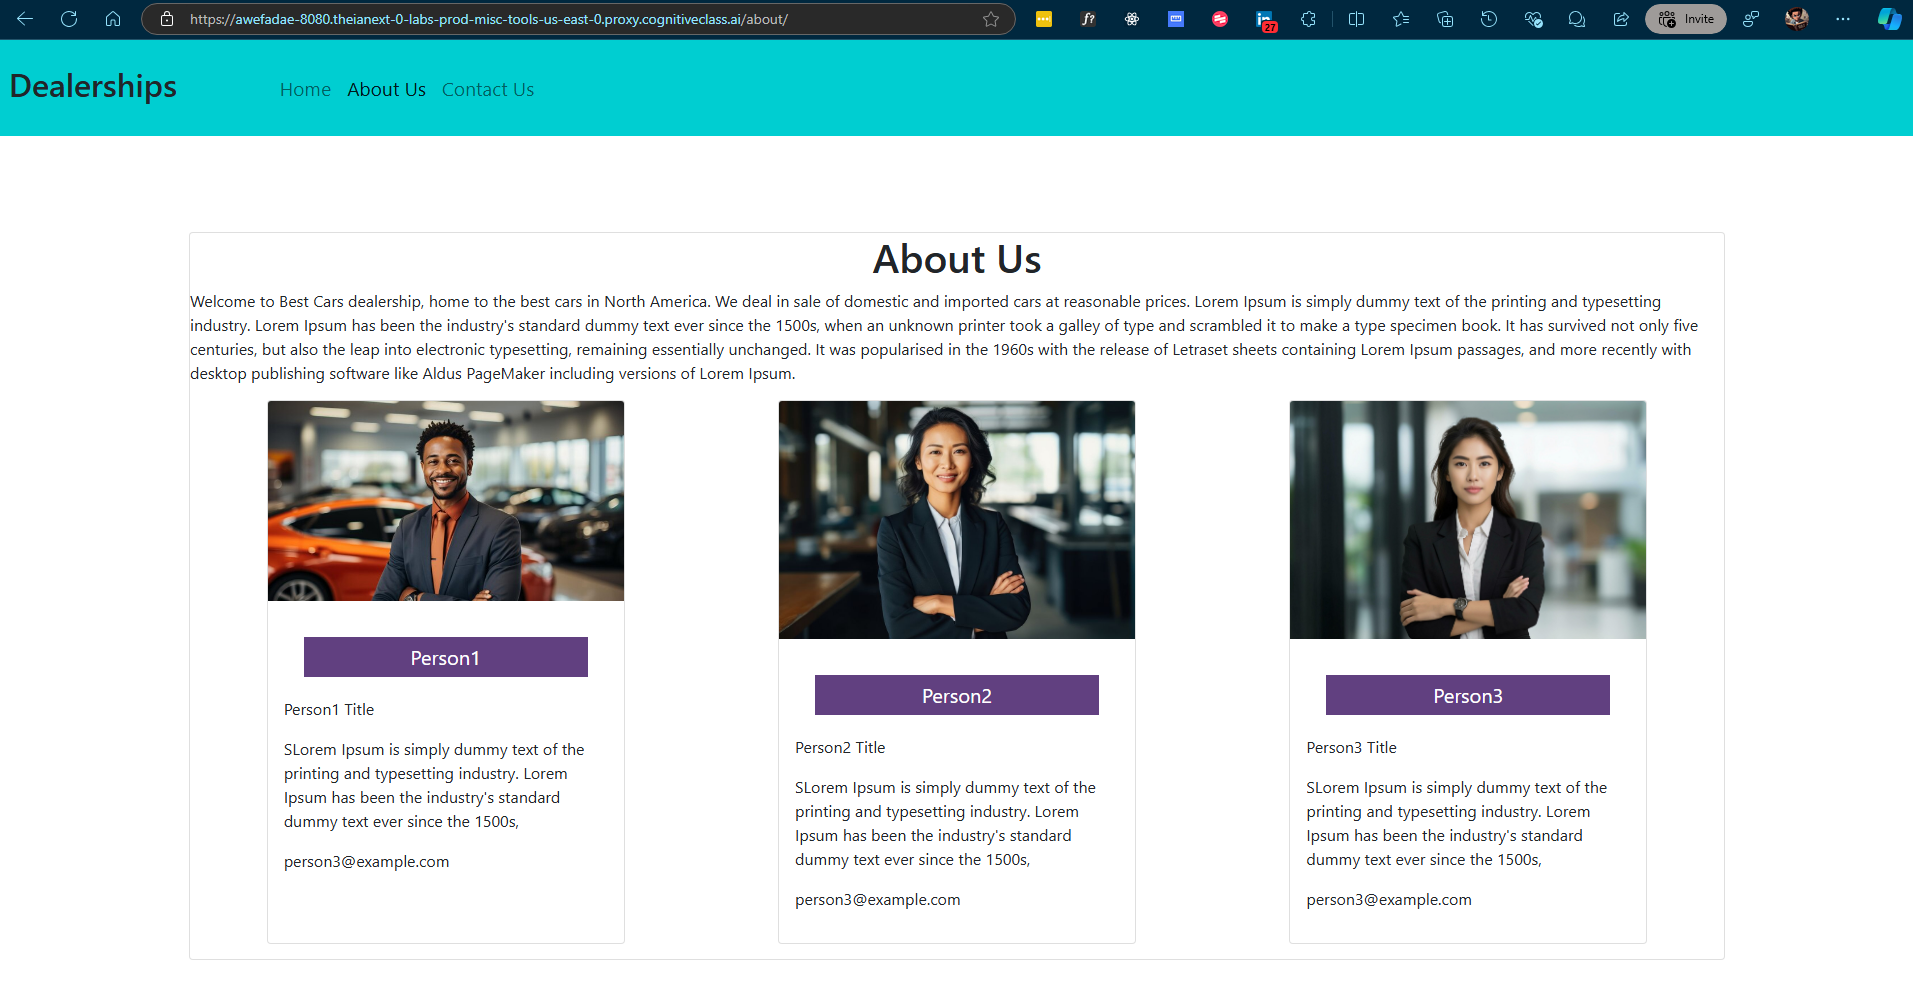 https://awefadae-8080.theianext-0-labs-prod-misc-tools-us-east-0.proxy.cognitiveclass.ai/about/
f?
27
Invite
Dealerships
Home About Us Contact Us
About Us
Welcome to Best Cars dealership, home to the best cars in North America. We deal in sale of domestic and imported cars at reasonable prices. Lorem Ipsum is simply dummy text of the printing and typesetting
industry. Lorem Ipsum has been the industry's standard dummy text ever since the 1500s, when an unknown printer took a galley of type and scrambled it to make a type specimen book. It has survived not only five
centuries, but also the leap into electronic typesetting, remaining essentially unchanged. It was popularised in the 1960s with the release of Letraset sheets containing Lorem Ipsum passages, and more recently with
desktop publishing software like Aldus PageMaker including versions of Lorem Ipsum.
Person1
Person1 Title
SLorem Ipsum is simply dummy text of the
printing and typesetting industry. Lorem
Ipsum has been the industry's standard
dummy text ever since the 1500s,
person3@example.com
Person2
Person2 Title
SLorem Ipsum is simply dummy text of the
printing and typesetting industry. Lorem
Ipsum has been the industry's standard
dummy text ever since the 1500s,
person3@example.com
Person3
Person3 Title
SLorem Ipsum is simply dummy text of the
printing and typesetting industry. Lorem
Ipsum has been the industry's standard
dummy text ever since the 1500s,
person3@example.com